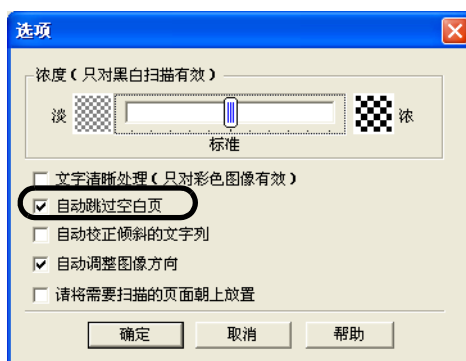 选项
浓度(只对黑白扫描有效)
淡
浓
标准
文字清晰处理(只对彩色图像有效)
自动跳过空白页
自动校正倾斜的文字列
自动调整图像方向
请将需要扫描的页面朝上放置
确定 取消 帮助